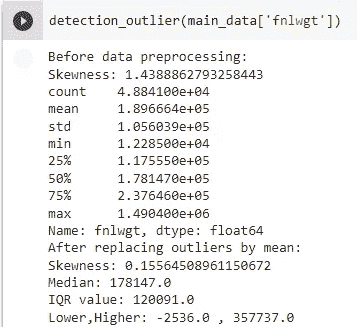 detection_outlier(main_data['fnlwgt'])
Before data preprocessing:
Skewness: 1.4388862793258443
count 4.884100e+04
mean 1.896664e+05
std 1.056039e+05
min 1.228500e+04
25% 1.175550e+05
50% 1.781470e+05
75% 2.376460e+05
max 1.490400e+06
Name: fnlwgt, dtype: float64
After replacing outliers by mean:
Skewness: 0.15564508961150672
Median: 178147.0
IQR value: 120091.0
Lower,Higher: -2536.0 , 357737.0